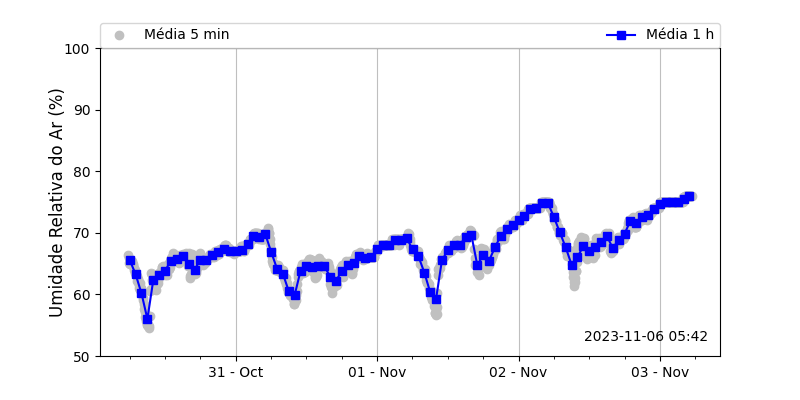 Média 5 min
Média 1 h
Umidade Relativa do Ar (%)
100
90
80
70
60
50
2023-11-06 05:42
31 - Oct
01 - Nov
02 - Nov
03 - Nov